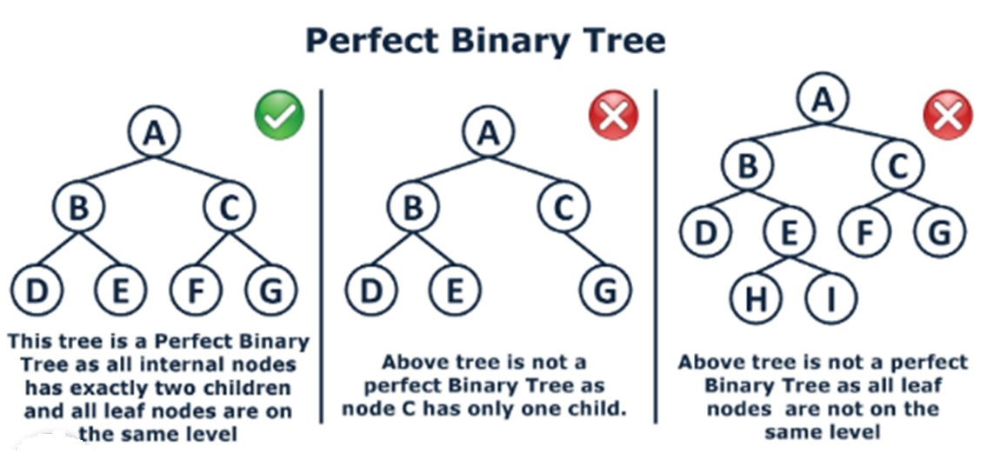 Perfect Binary Tree
A
B C
D E F G
This tree is a Perfect Binary
Tree as all internal nodes
has exactly two children
and all leaf nodes are on
the same level
A
B C
D E G
Above tree is not a
perfect Binary Tree as
node C has only one child.
A
B C
D E F G
H I
Above tree is not a perfect
Binary Tree as all leaf
nodes are not on the
same level